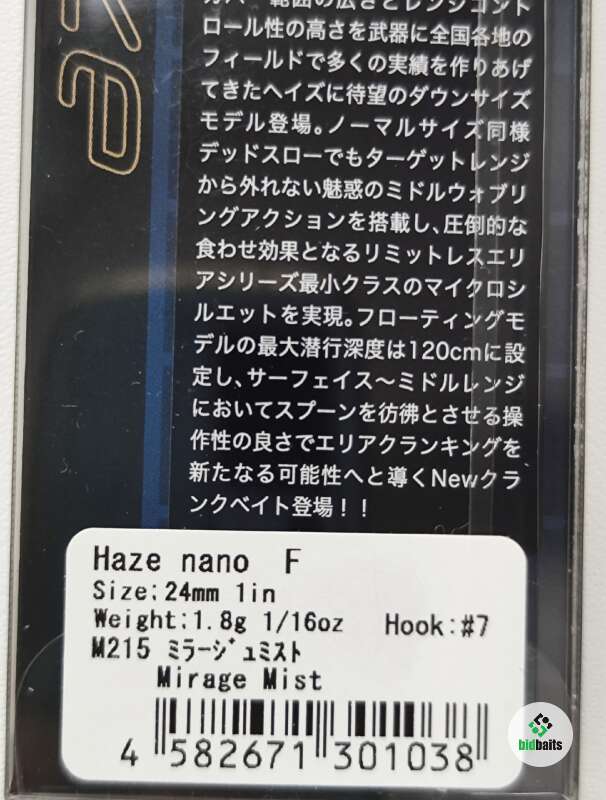 カバー範囲の広さとレンジコント
ロール性の高さを武器に全国各地の
フィールドで多くの実績を作りあげ
てきたヘイズに待望のダウンサイズ
モデル登場。ノーマルサイズ同様
デッドスローでもターゲットレンジ
から外れない魅惑のミドルウォブリ
ングアクションを搭載し、圧倒的な
食わせ効果となるリミットレスエリ
アシリーズ最小クラスのマイクロシ
ルエットを実現。フローティングモ
デルの最大潜行深度は120cmに設
定し、サーフェイス〜ミドルレンジ
においてスプーンを彷彿とさせる操
作性の良さでエリアクランキングを
新たなる可能性へと導くNewクラ
ンクベイト登場！！
Haze nano F
Size:24mm 1in
Weight:1.8g 1/16oz Hook:#7
M215 ﾐﾗｰｼﾞｭﾐｽﾄ
Mirage Mist
4 582671 301038
bidbaits